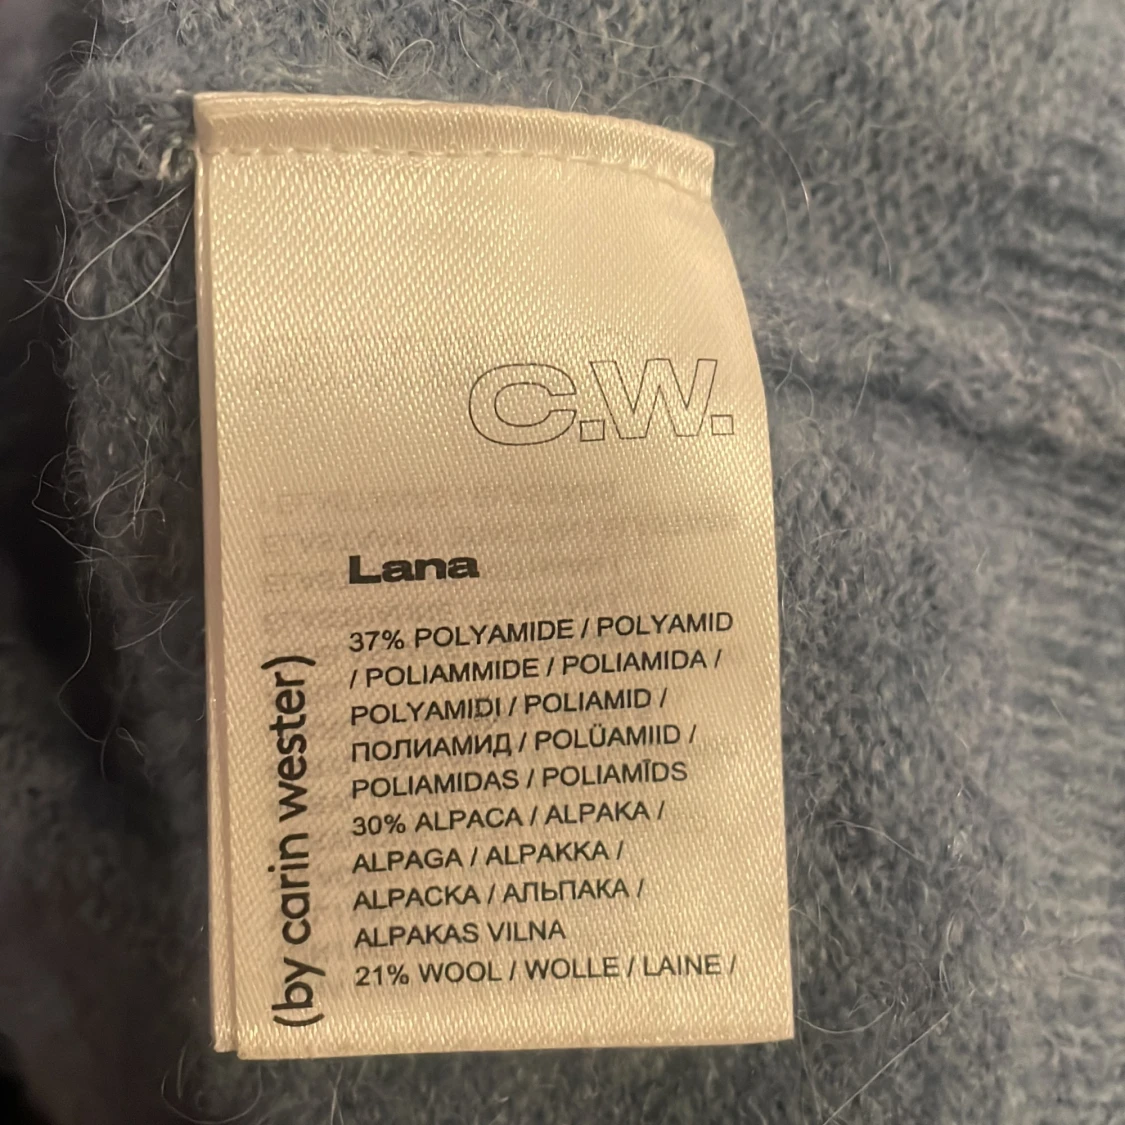 C.W.
Lana
37% POLYAMIDE / POLYAMID
/ POLIAMMIDE / POLIAMIDA /
POLYAMIDI / POLIAMID /
ПОЛИАМИД / POLÜAMIID /
POLIAMIDAS / POLIAMĪDS
30% ALPACA / ALPAKA /
ALPAGA / ALPAKKA /
ALPACKA / АЛЬПАКА /
ALPAKAS VILNA
21% WOOL / WOLLE / LAINE /
(by carin wester)